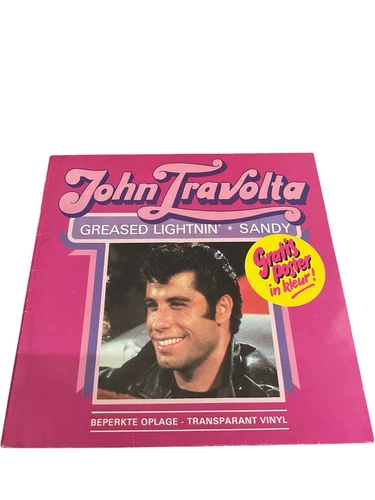 John Travolta
GREASED LIGHTNIN' * SANDY
Gratis
poster
in kleur!
BEPERKTE OPLAGE - TRANSPARANT VINYL